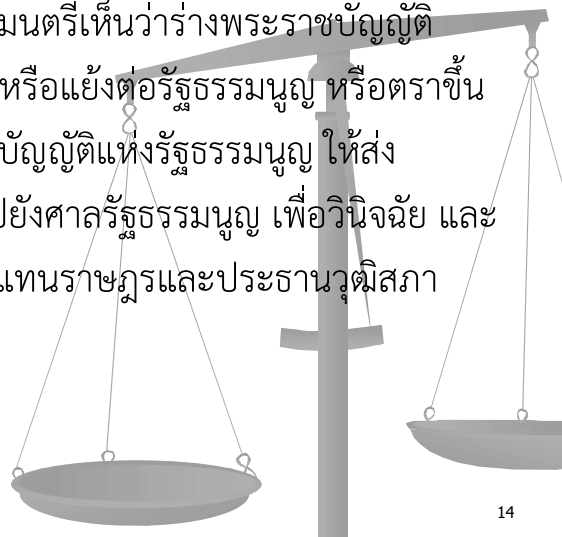 มนตรีเห็นว่าร่างพระราชบัญญัติ
หรือแย้งต่อรัฐธรรมนูญ หรือตราขึ้น
บัญญัติแห่งรัฐธรรมนูญ ให้ส่ง
ปยังศาลรัฐธรรมนูญ เพื่อวินิจฉัย และ
แทนราษฎรและประธานวุฒิสภา
14